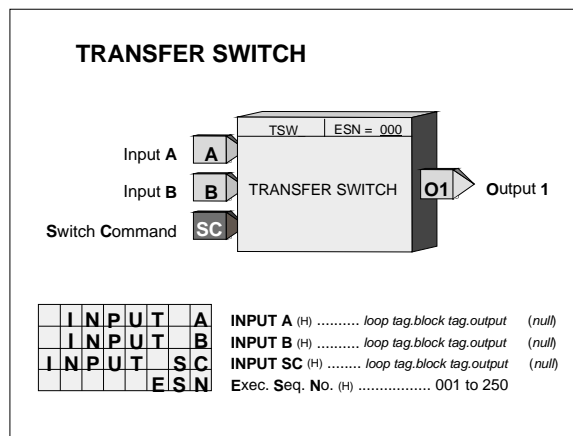 TRANSFER SWITCH
TSW ESN = 000
Input A A
Input B B TRANSFER SWITCH O1 Output 1
Switch Command SC
INPUT A INPUT A (H) .......... loop tag.block tag.output (null)
INPUT B INPUT B (H) .......... loop tag.block tag.output (null)
INPUT SC INPUT SC (H) ........ loop tag.block tag.output (null)
ESN Exec. Seq. No. (H) ................. 001 to 250